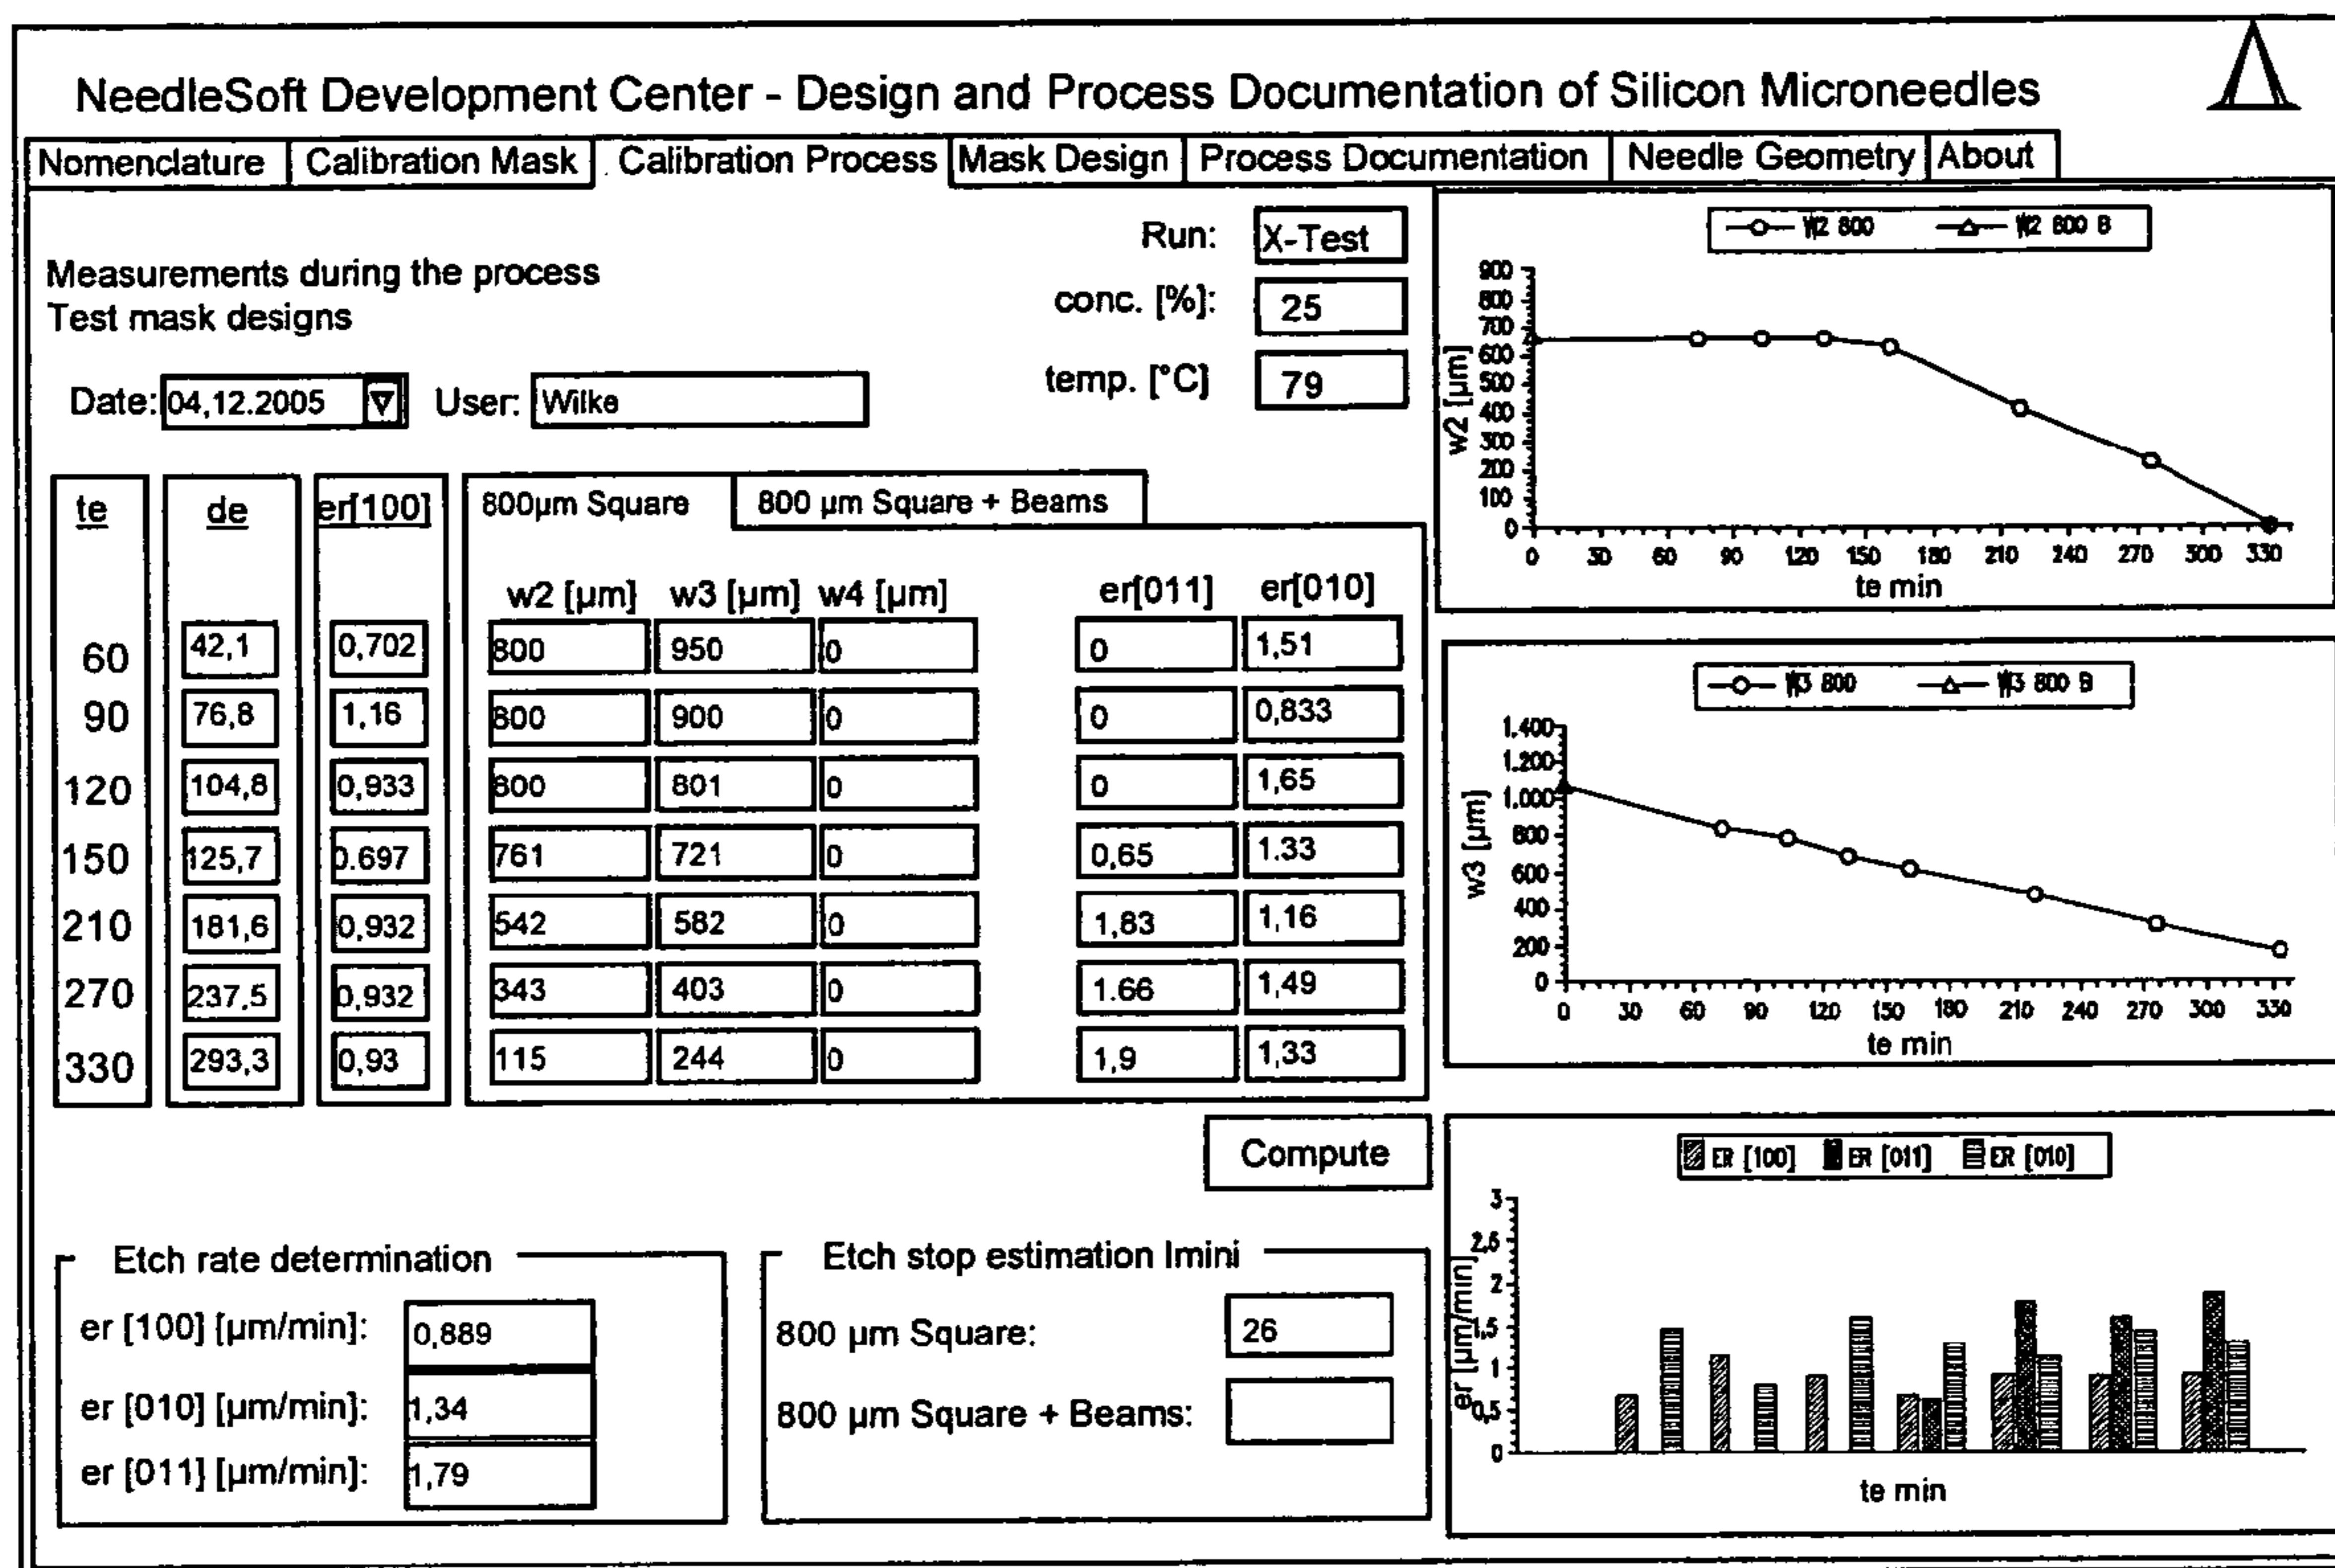 NeedleSoft Development Center - Design and Process Documentation of Silicon Microneedles
Nomenclature Calibration Mask Calibration Process Mask Design Process Documentation Needle Geometry About
Measurements during the process
Test mask designs
Run: X-Test
conc. [%]: 25
temp. [°C] 79
Date: 04,12.2005 User: Wilke
te de er[100] 800µm Square 800 µm Square + Beams
w2 [µm] w3 [µm] w4 [µm] er[011] er[010]
60 42,1 0,702 800 950 0 0 1,51
90 76,8 1,16 800 900 0 0 0,833
120 104,8 0,933 800 801 0 0 1,65
150 125,7 0.697 761 721 0 0,65 1.33
210 181,6 0,932 542 582 0 1,83 1,16
270 237,5 0,932 343 403 0 1.66 1,49
330 293,3 0,93 115 244 0 1,9 1,33
Compute
Etch rate determination
er [100] [µm/min]: 0,889
er [010] [µm/min]: 1,34
er [011] [µm/min]: 1,79
Etch stop estimation Imini
800 µm Square: 26
800 µm Square + Beams:
W2 800 W2 800 B
w2 [µm]
900
800
700
600
500
400
300
200
100
0
0 30 60 90 120 150 180 210 240 270 300 330
te min
W3 800 W3 800 B
w3 [µm]
1.400
1.200
1.000
800
600
400
200
0
0 30 60 90 120 150 180 210 240 270 300 330
te min
ER [100] ER [011] ER [010]
er [µm/min]
3
2,5
2
1,5
1
0,5
0
te min